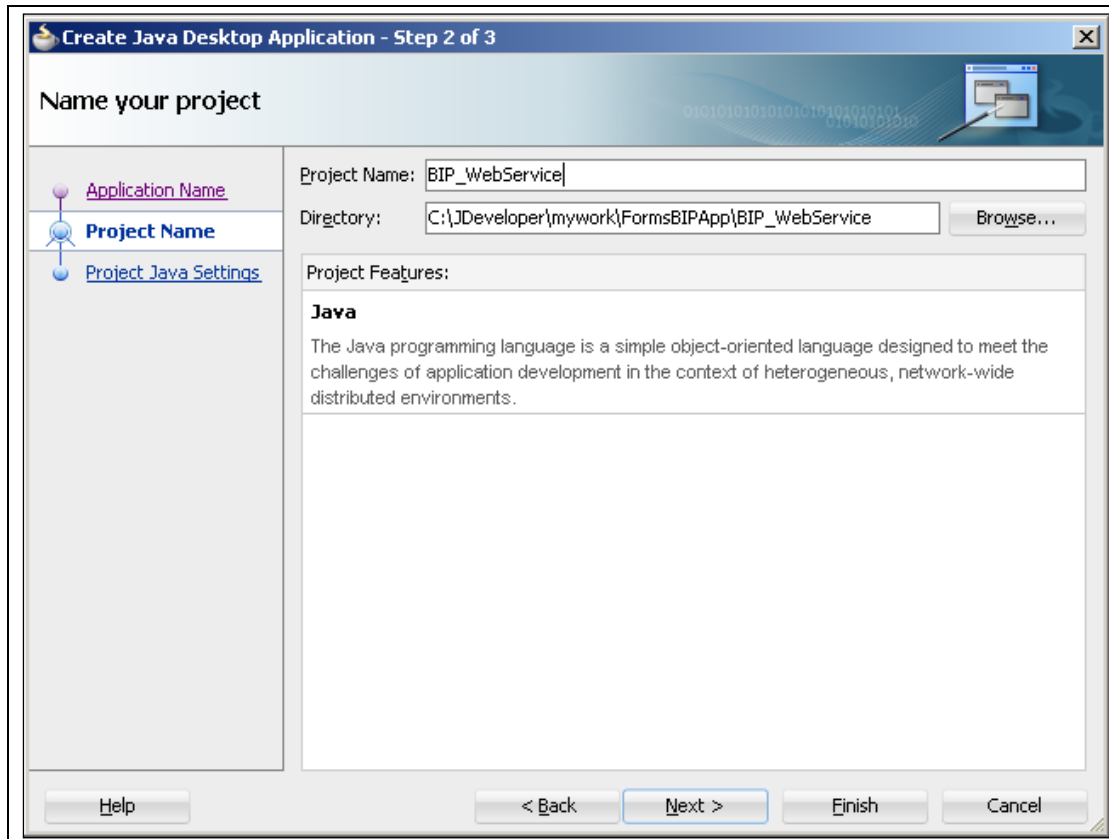 Create Java Desktop Application - Step 2 of 3
Name your project
Application Name
Project Name
Project Java Settings
Project Name: BIP_WebService
Directory: C:\JDeveloper\mywork\FormsBIPApp\BIP_WebService Browse...
Project Features:
Java
The Java programming language is a simple object-oriented language designed to meet the
challenges of application development in the context of heterogeneous, network-wide
distributed environments.
Help < Back Next > Finish Cancel